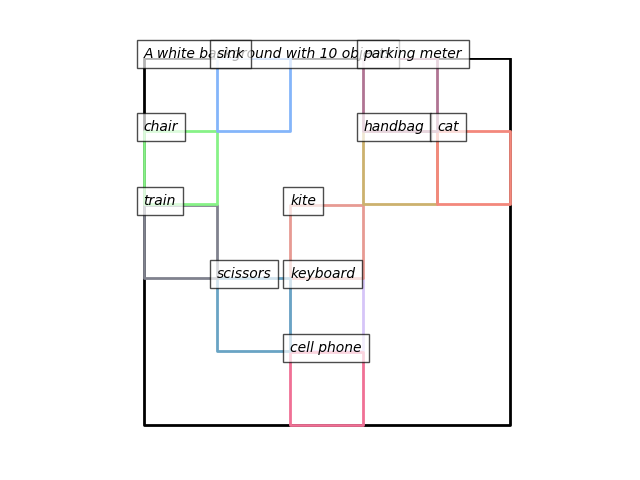 A white background with 10 objects
sink
parking meter
chair
handbag
cat
train
kite
scissors
keyboard
cell phone